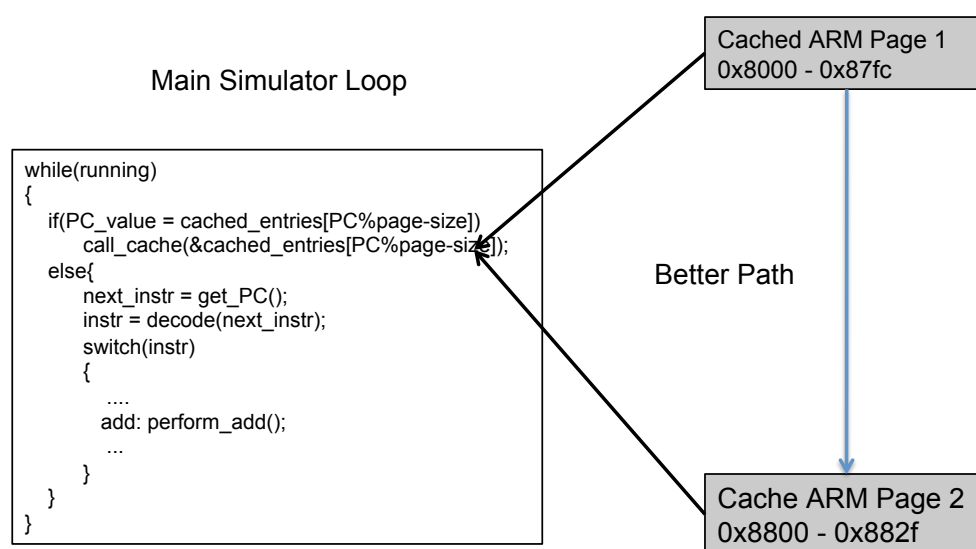 Main Simulator Loop
while(running)
{
if(PC_value = cached_entries[PC%page-size])
call_cache(&cached_entries[PC%page-size]);
else{
next_instr = get_PC();
instr = decode(next_instr);
switch(instr)
{
....
add: perform_add();
...
}
}
}
Cached ARM Page 1
0x8000 - 0x87fc
Better Path
Cache ARM Page 2
0x8800 - 0x882f